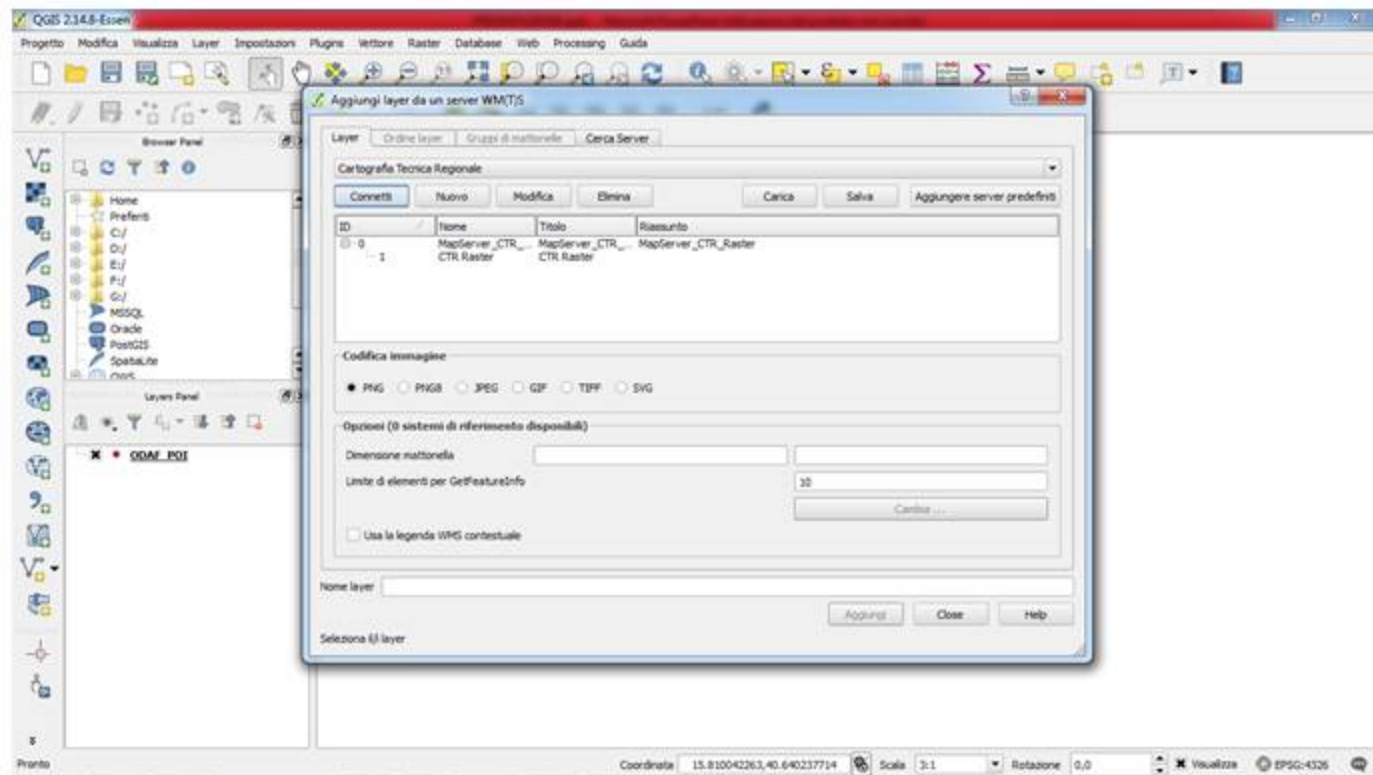 QGIS 2.14.8-Essen
Progetto Modifica Visualizza Layer Impostazioni Plugins Vettore Raster Database Web Processing Guida
Aggiungi layer da un server WM(T)S
Layer Ordine layer Gruppi di mattonelle Cerca Server
Cartografia Tecnica Regionale
Connetti Nuovo Modifica Elimina Carica Salva Aggiungere server predefiniti
ID Nome Titolo Riassunto
0 MapServer_CTR_... MapServer_CTR_... MapServer_CTR_Raster
1 CTR Raster CTR Raster
Codifica immagine
PNG PNG8 JPEG GIF TIFF SVG
Opzioni (0 sistemi di riferimento disponibili)
Dimensione mattonella
Limite di elementi per GetFeatureInfo 10
Cambia ...
Usa la legenda WMS contestuale
Nome layer
Aggiungi Close Help
Seleziona i/il layer
Browser Panel
Home
Preferiti
C:/
D:/
E:/
F:/
G:/
MSSQL
Oracle
PostGIS
SpatiaLite
OWS
Layers Panel
ODAF_POI
Pronto Coordinata 15.810042263,40.640237714 Scala 3:1 Rotazione 0,0 Visualizza EPSG:4326